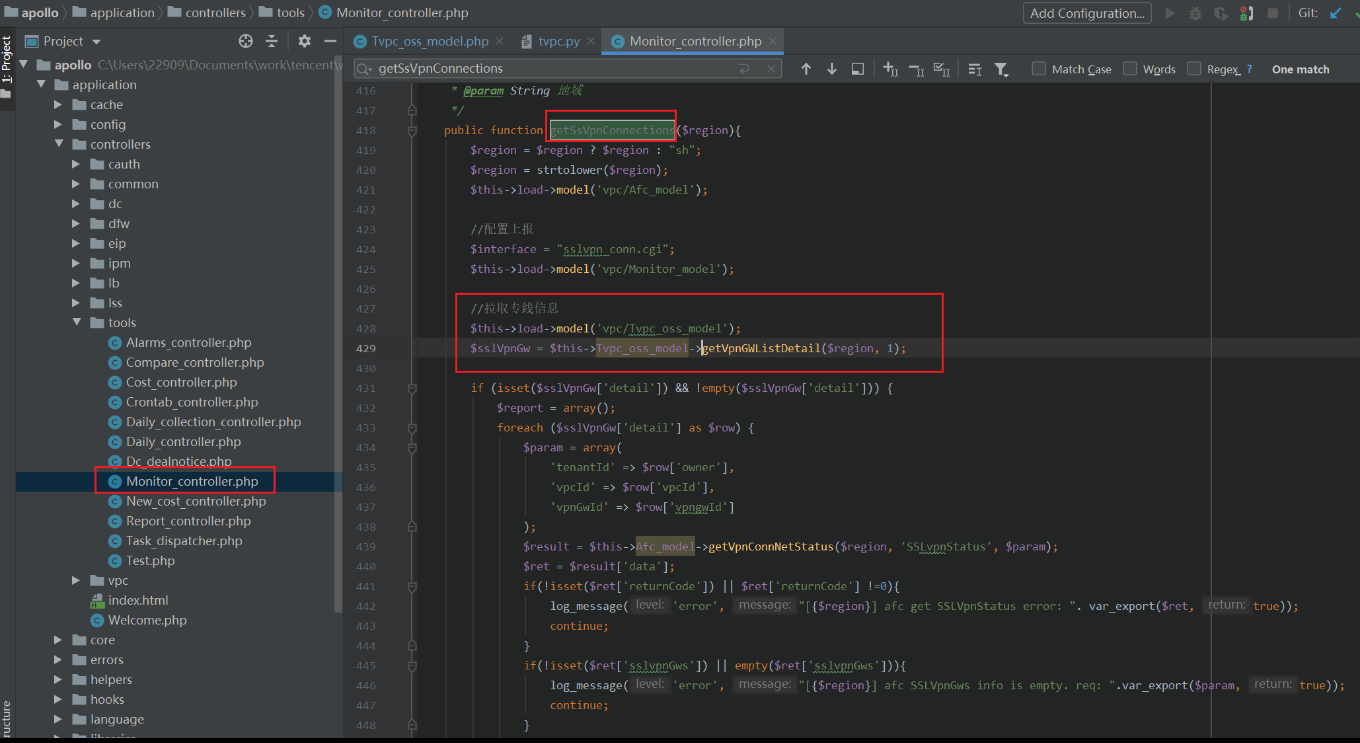 apollo application controllers tools Monitor_controller.php
Add Configuration...
Git:
1: Project
ructure
Project
Tvpc_oss_model.php
tvpc.py
Monitor_controller.php
getSsVpnConnections
Match Case
Words
Regex
?
One match
apollo C:\Users\22909\Documents\work\tencent\
application
cache
config
controllers
cauth
common
dc
dfw
eip
ipm
lb
lss
tools
Alarms_controller.php
Compare_controller.php
Cost_controller.php
Crontab_controller.php
Daily_collection_controller.php
Daily_controller.php
Dc_dealnotice.php
Monitor_controller.php
New_cost_controller.php
Report_controller.php
Task_dispatcher.php
Test.php
vpc
index.html
Welcome.php
core
errors
helpers
hooks
language
416 * @param String 地域
417 */
418 public function getSsVpnConnections($region){
419 $region = $region ? $region : "sh";
420 $region = strtolower($region);
421 $this->load->model('vpc/Afc_model');
422
423 //配置上报
424 $interface = "sslvpn_conn.cgi";
425 $this->load->model('vpc/Monitor_model');
426
427 //拉取专线信息
428 $this->load->model('vpc/Tvpc_oss_model');
429 $sslVpnGw = $this->Tvpc_oss_model->getVpnGWListDetail($region, 1);
430
431 if (isset($sslVpnGw['detail']) && !empty($sslVpnGw['detail'])) {
432 $report = array();
433 foreach ($sslVpnGw['detail'] as $row) {
434 $param = array(
435 'tenantId' => $row['owner'],
436 'vpcId' => $row['vpcId'],
437 'vpnGwId' => $row['vpngwId']
438 );
439 $result = $this->Afc_model->getVpnConnNetStatus($region, 'SSLvpnStatus', $param);
440 $ret = $result['data'];
441 if(!isset($ret['returnCode']) || $ret['returnCode'] !=0){
442 log_message( level: 'error', message: "[{$region}] afc get SSLVpnStatus error: ". var_export($ret, return: true));
443 continue;
444 }
445 if(!isset($ret['sslvpnGws']) || empty($ret['sslvpnGws'])){
446 log_message( level: 'error', message: "[{$region}] afc SSLVpnGws info is empty. req: ".var_export($param, return: true));
447 continue;
448 }